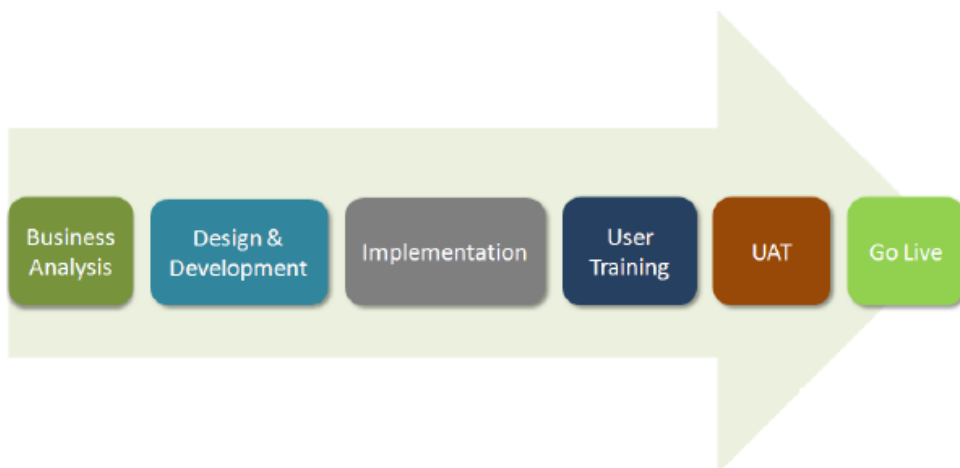 Business
Analysis
Design &
Development
Implementation
User
Training
UAT
Go Live